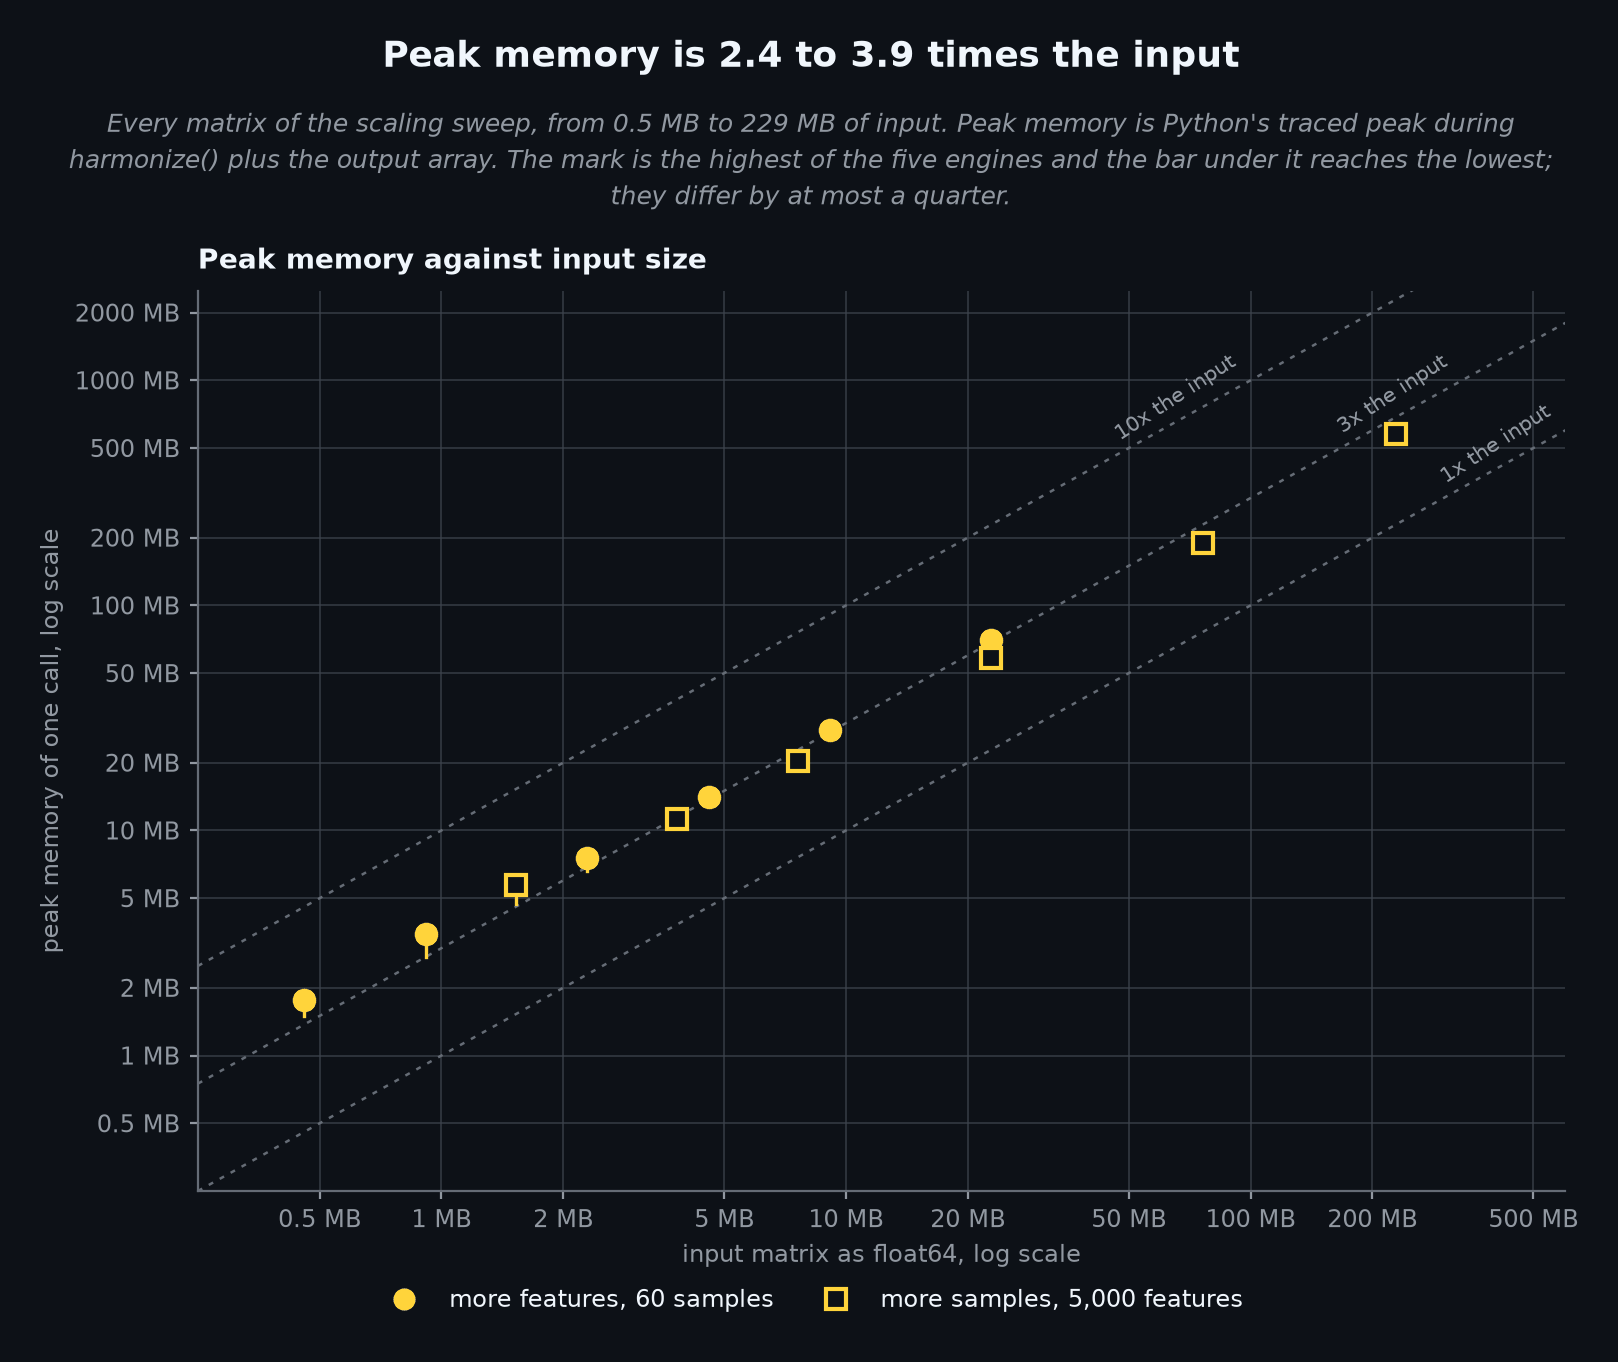 Peak memory is 2.4 to 3.9 times the input
Every matrix of the scaling sweep, from 0.5 MB to 229 MB of input. Peak memory is Python's traced peak during
harmonize() plus the output array. The mark is the highest of the five engines and the bar under it reaches the lowest;
they differ by at most a quarter.
Peak memory against input size
2000 MB
1000 MB
500 MB
200 MB
100 MB
50 MB
20 MB
10 MB
5 MB
2 MB
1 MB
0.5 MB
peak memory of one call, log scale
10x the input
3x the input
1x the input
0.5 MB
1 MB
2 MB
5 MB
10 MB
20 MB
50 MB
100 MB
200 MB
500 MB
input matrix as float64, log scale
more features, 60 samples
more samples, 5,000 features